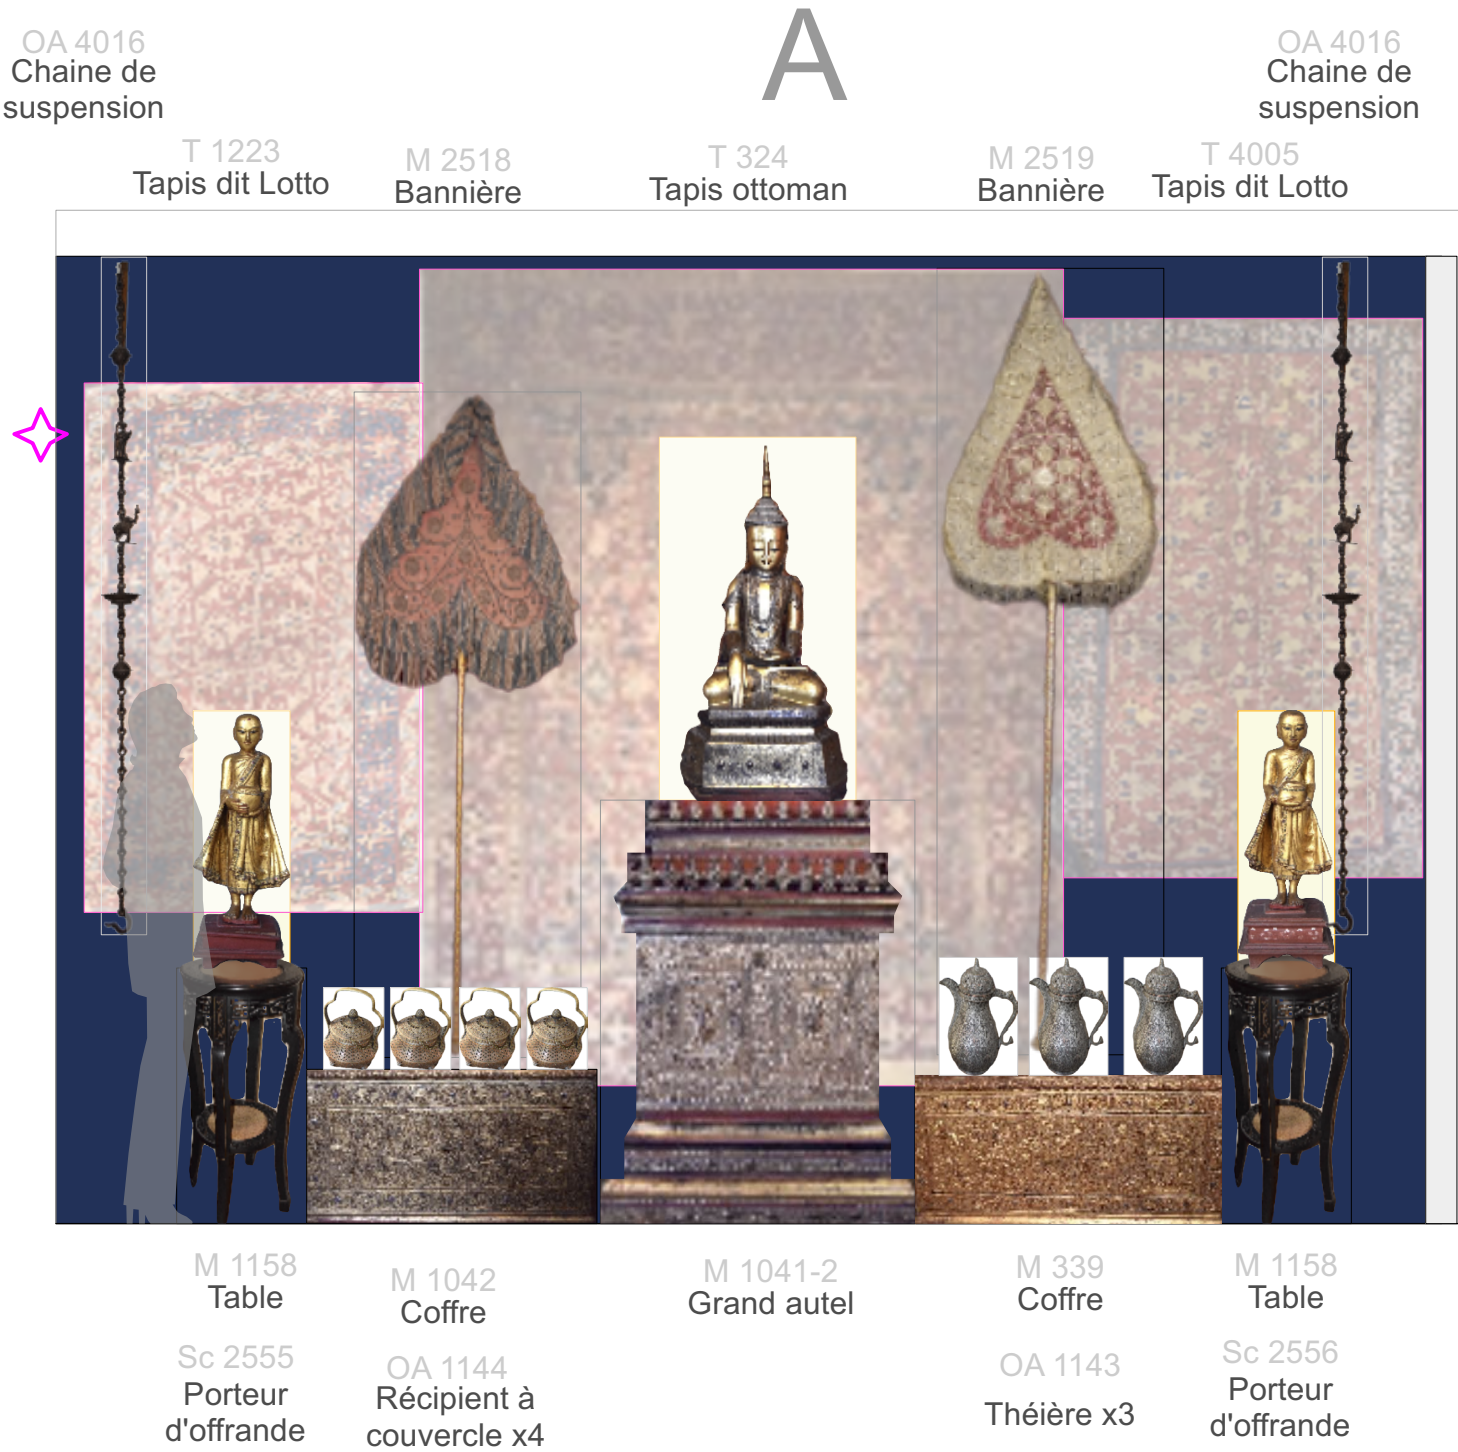 A
OA 4016
Chaine de
suspension
T 1223
Tapis dit Lotto
M 2518
Bannière
T 324
Tapis ottoman
M 2519
Bannière
T 4005
Tapis dit Lotto
OA 4016
Chaine de
suspension
M 1158
Table
Sc 2555
Porteur
d'offrande
M 1042
Coffre
OA 1144
Récipient à
couvercle x4
M 1041-2
Grand autel
M 339
Coffre
OA 1143
Théière x3
M 1158
Table
Sc 2556
Porteur
d'offrande